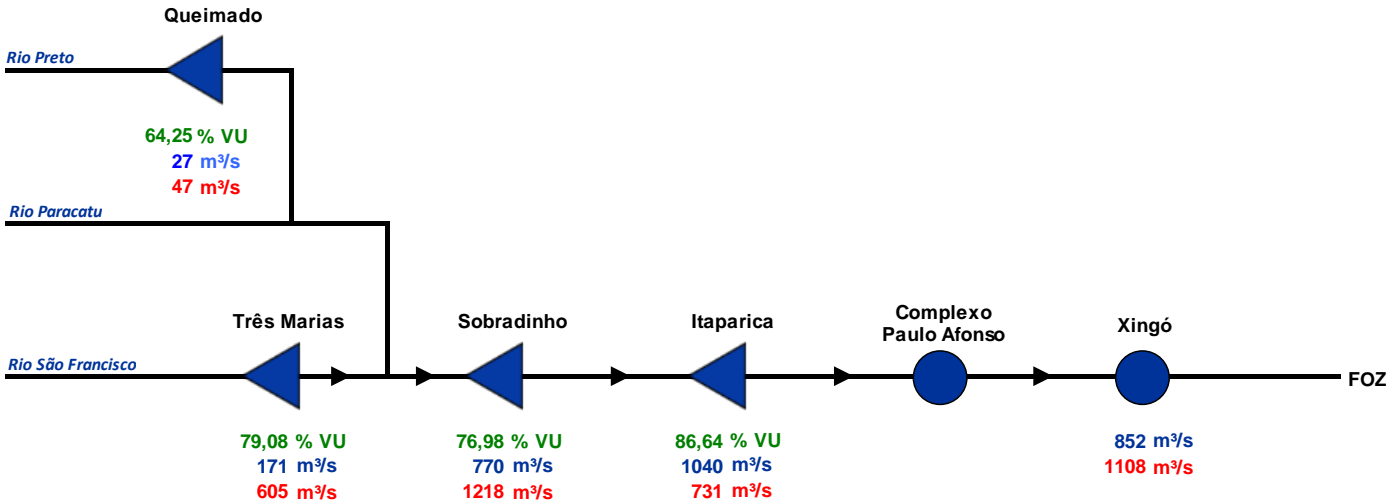 Queimado
Rio Preto
64,25 % VU
27 m³/s
47 m³/s
Rio Paracatu
Três Marias
Sobradinho
Itaparica
Complexo
Paulo Afonso
Xingó
Rio São Francisco
FOZ
79,08 % VU
171 m³/s
605 m³/s
76,98 % VU
770 m³/s
1218 m³/s
86,64 % VU
1040 m³/s
731 m³/s
852 m³/s
1108 m³/s